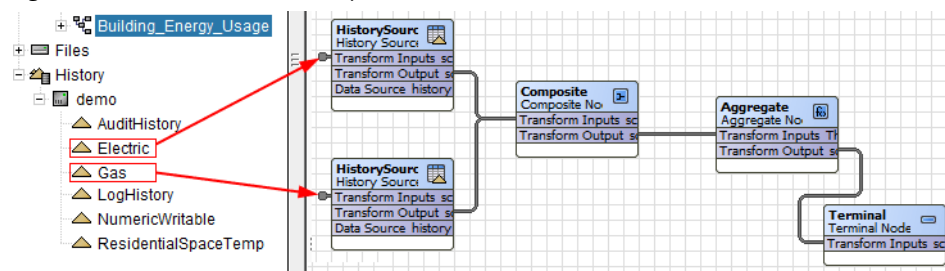 Building_Energy_Usage
Files
History
demo
AuditHistory
Electric
Gas
LogHistory
NumericWritable
ResidentialSpaceTemp
HistorySourc
History Sourc
Transform Inputs sc
Transform Output s
Data Source history
HistorySourc
History Sourc
Transform Inputs sc
Transform Output s
Data Source history
Composite
Composite No
Transform Inputs sc
Transform Output s
Aggregate
Aggregate No
Transform Inputs Th
Transform Output s
Terminal
Terminal Node
Transform Inputs sc